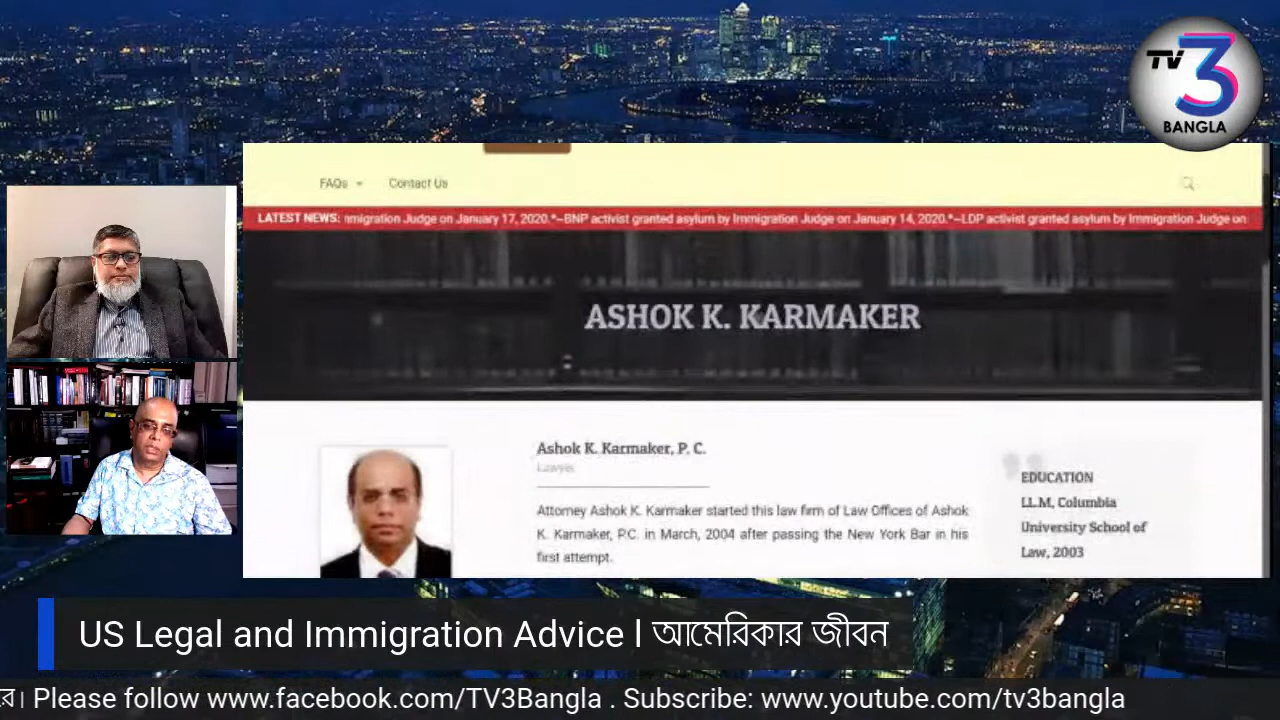 TV3
BANGLA
FAQs
Contact Us
LATEST NEWS: nmigration Judge on January 17, 2020.*--BNP activist granted asylum by Immigration Judge on January 14, 2020.*--LDP activist granted asylum by Immigration Judge on
ASHOK K. KARMAKER
Ashok K. Karmaker, P. C.
Lawyer
Attorney Ashok K. Karmaker started this law firm of Law Offices of Ashok
K. Karmaker, P.C. in March, 2004 after passing the New York Bar in his
first attempt.
EDUCATION
LL.M, Columbia
University School of
Law, 2003
US Legal and Immigration Advice l আমেরিকার জীবন
বে। Please follow www.facebook.com/TV3Bangla . Subscribe: www.youtube.com/tv3bangla